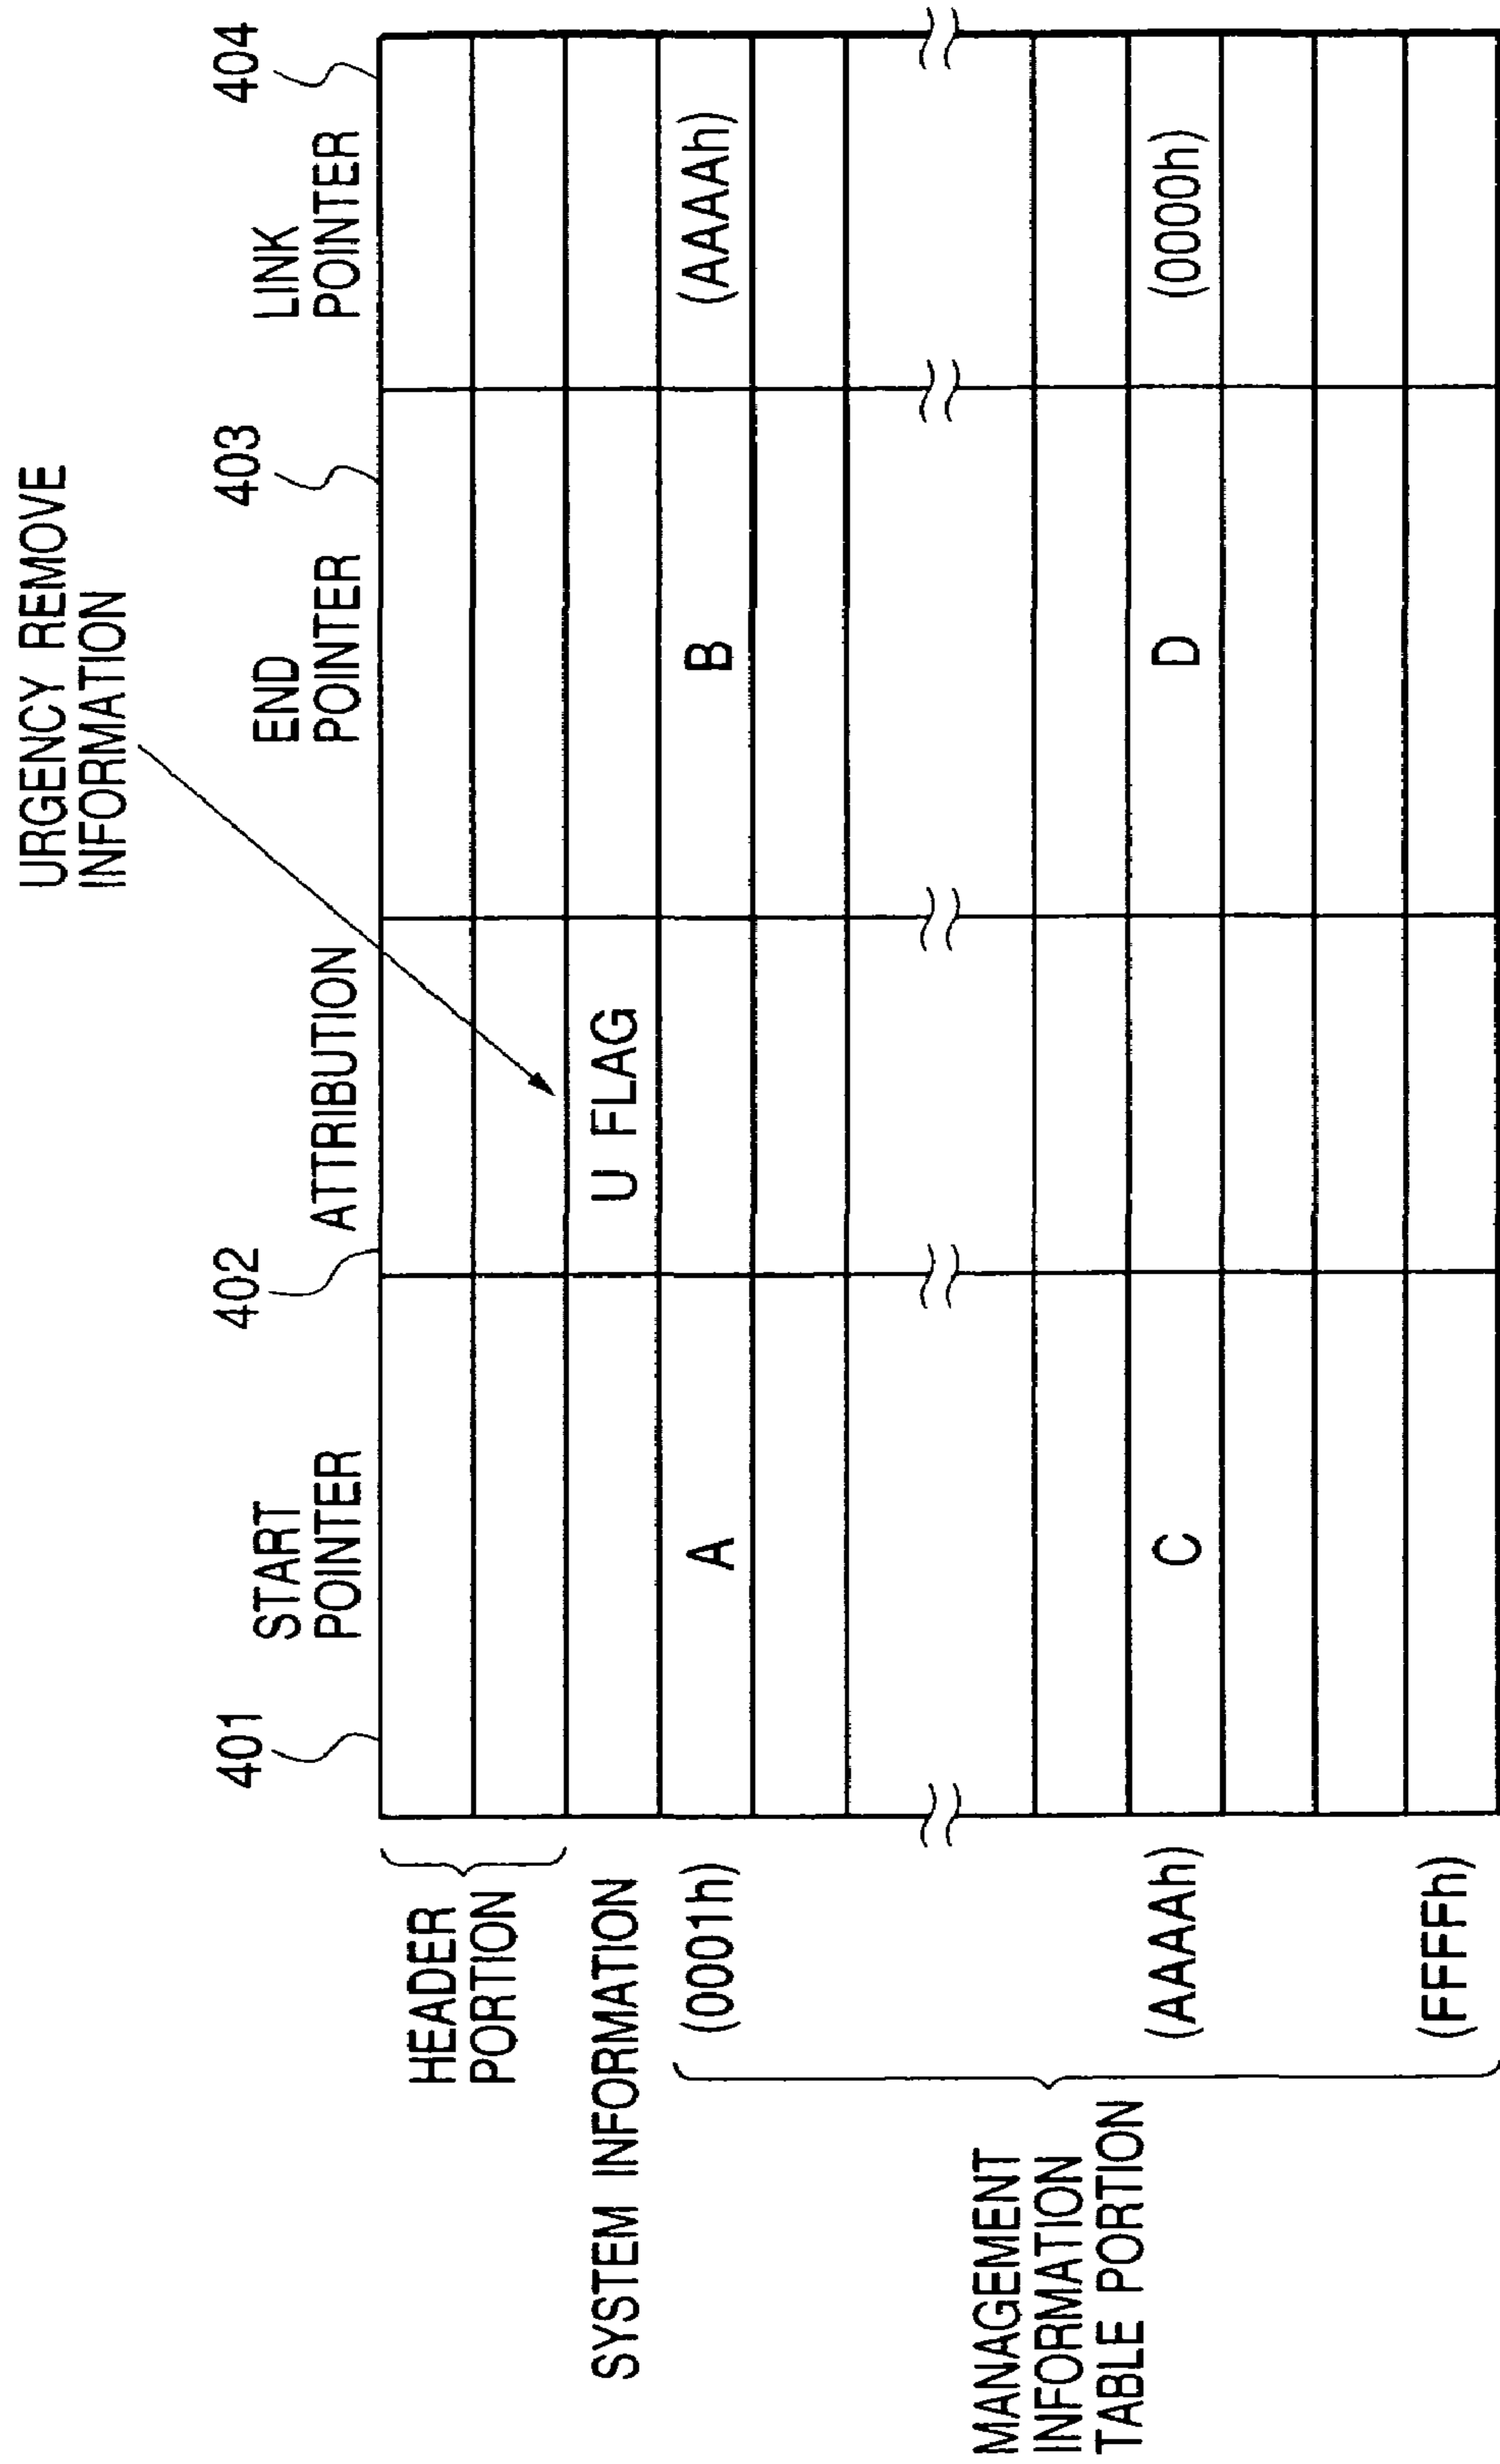 URGENCY REMOVE
INFORMATION
401
402
403
404
START
POINTER
ATTRIBUTION
END
POINTER
LINK
POINTER
HEADER
PORTION
SYSTEM INFORMATION
U FLAG
(0001h)
A
B
(AAAAh)
MANAGEMENT
INFORMATION
TABLE PORTION
(AAAAh)
C
D
(0000h)
(FFFFh)